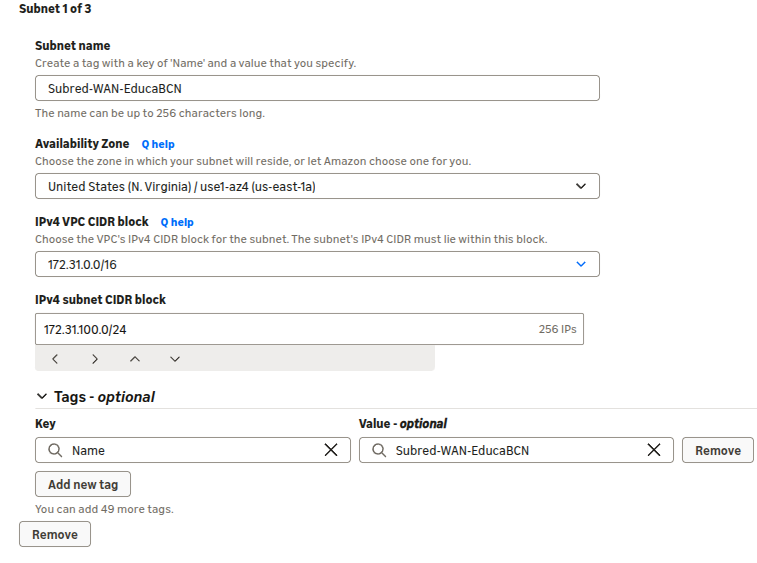 Subnet 1 of 3
Subnet name
Create a tag with a key of 'Name' and a value that you specify.
Subred-WAN-EducaBCN
The name can be up to 256 characters long.
Availability Zone Q help
Choose the zone in which your subnet will reside, or let Amazon choose one for you.
United States (N. Virginia) / use1-az4 (us-east-1a)
IPv4 VPC CIDR block Q help
Choose the VPC's IPv4 CIDR block for the subnet. The subnet's IPv4 CIDR must lie within this block.
172.31.0.0/16
IPv4 subnet CIDR block
172.31.100.0/24 256 IPs
Tags - optional
Key Value - optional
Name Subred-WAN-EducaBCN Remove
Add new tag
You can add 49 more tags.
Remove